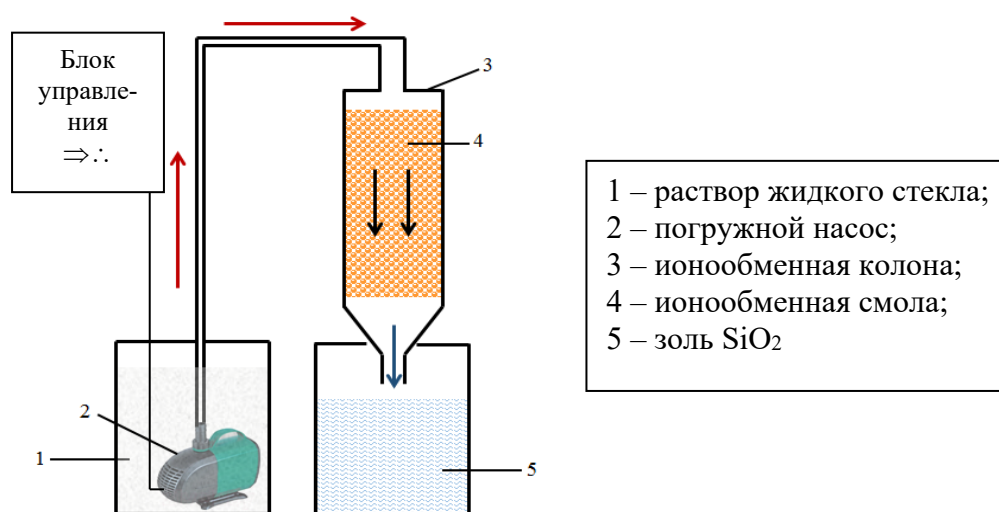 Блок
управле-
ния
⇒∴
3
4
2
1
5
1 – раствор жидкого стекла;
2 – погружной насос;
3 – ионообменная колона;
4 – ионообменная смола;
5 – золь SiO2